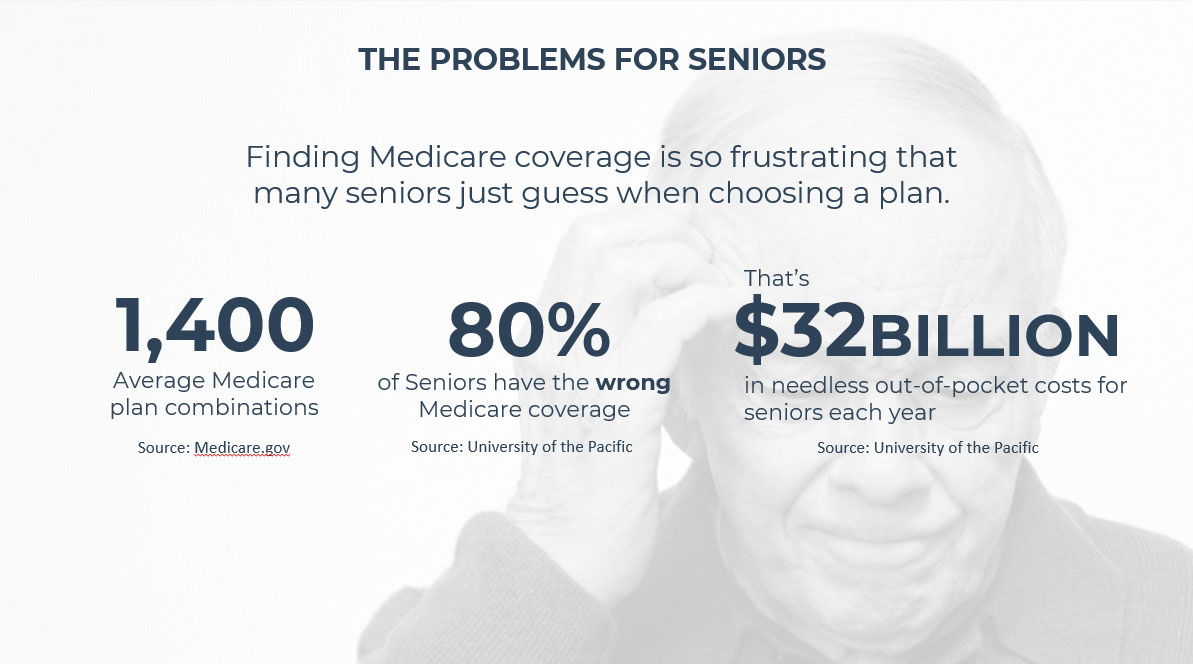 THE PROBLEMS FOR SENIORS
Finding Medicare coverage is so frustrating that
many seniors just guess when choosing a plan.
1,400
Average Medicare
plan combinations
Source: Medicare.gov
80%
of Seniors have the wrong
Medicare coverage
Source: University of the Pacific
That’s
$32BILLION
in needless out-of-pocket costs for
seniors each year
Source: University of the Pacific